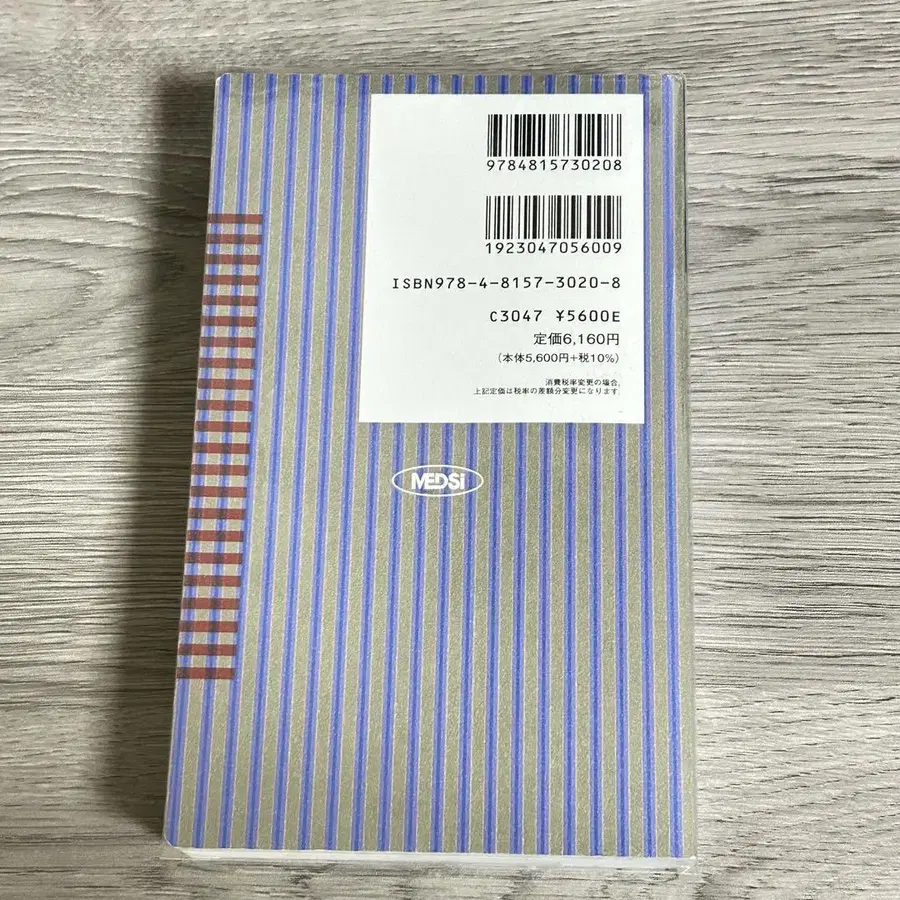 9784815730208
1923047056009
ISBN978-4-8157-3020-8
C3047 ¥5600E
定価6,160円
(本体5,600円+税10%)
消費税率変更の場合,
上記定価は税率の差額分変更になります.
MEDSi